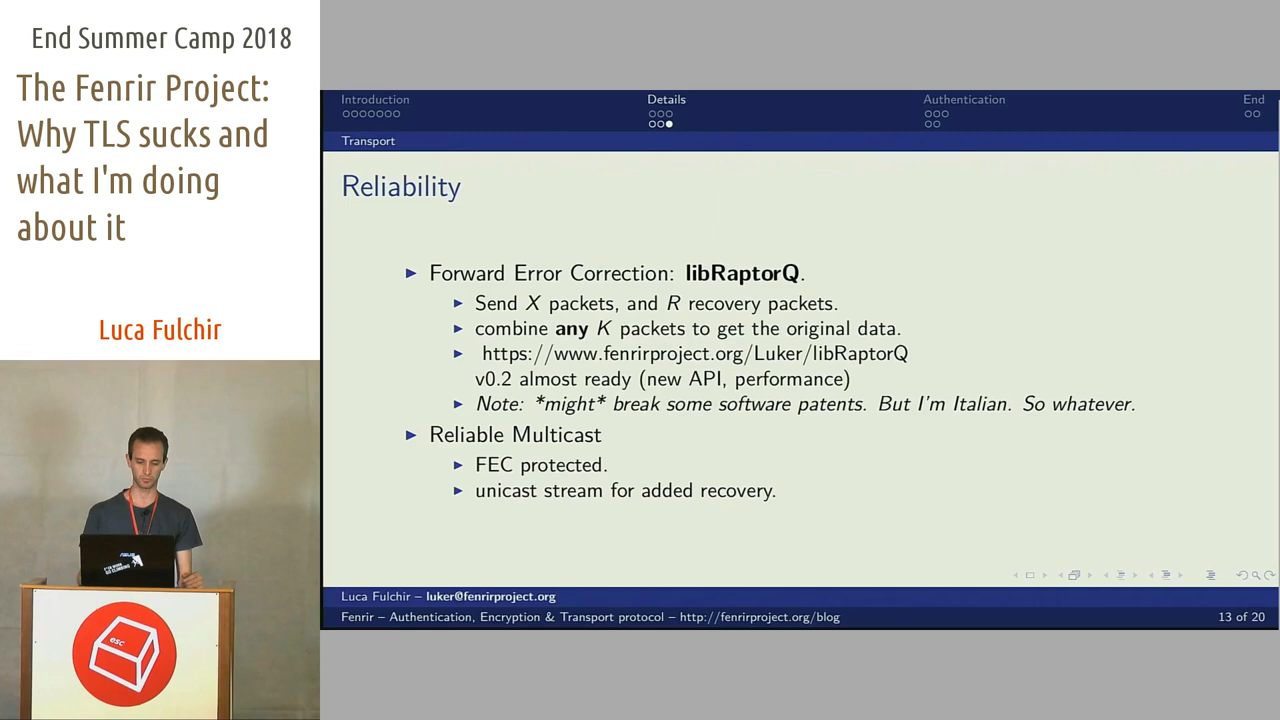 End Summer Camp 2018
The Fenrir Project:
Why TLS sucks and
what I'm doing
about it
Luca Fulchir
esc
Introduction
Details
Authentication
End
Transport
Reliability
Forward Error Correction: libRaptorQ.
Send X packets, and R recovery packets.
combine any K packets to get the original data.
https://www.fenrirproject.org/Luker/libRaptorQ
v0.2 almost ready (new API, performance)
Note: *might* break some software patents. But I'm Italian. So whatever.
Reliable Multicast
FEC protected.
unicast stream for added recovery.
Luca Fulchir – luker@fenrirproject.org
Fenrir – Authentication, Encryption & Transport protocol – http://fenrirproject.org/blog
13 of 20